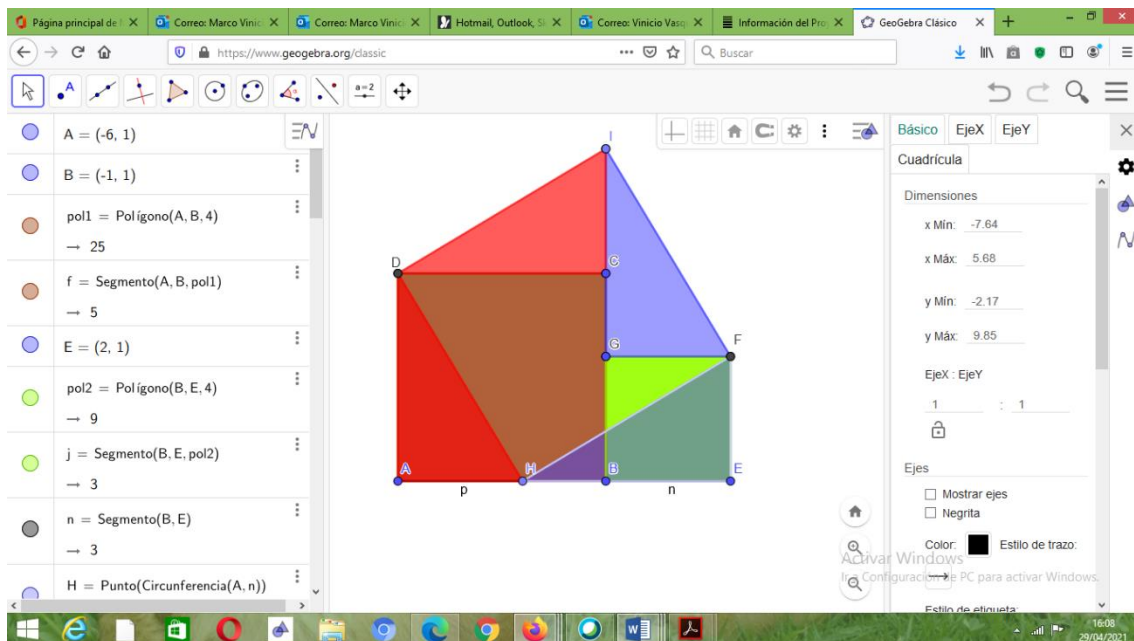 Página principal de
Correo: Marco Vinic
Correo: Marco Vinic
Hotmail, Outlook, S
Correo: Vinicio Vasq
Información del Pro
GeoGebra Clásico
https://www.geogebra.org/classic
Buscar
a=2
A = (-6, 1)
B = (-1, 1)
pol1 = Polígono(A, B, 4)
→ 25
f = Segmento(A, B, pol1)
→ 5
E = (2, 1)
pol2 = Polígono(B, E, 4)
→ 9
j = Segmento(B, E, pol2)
→ 3
n = Segmento(B, E)
→ 3
H = Punto(Circunferencia(A, n))
I
D
C
G
F
A
H
B
E
p
n
Básico EjeX EjeY
Cuadrícula
Dimensiones
x Mín: -7.64
x Máx: 5.68
y Mín: -2.17
y Máx: 9.85
EjeX : EjeY
1 : 1
Ejes
Mostrar ejes
Negrita
Color: Estilo de trazo:
Estilo de etiqueta:
Activar Windows
Ir a Configuración de PC para activar Windows.
16:08
29/04/2021